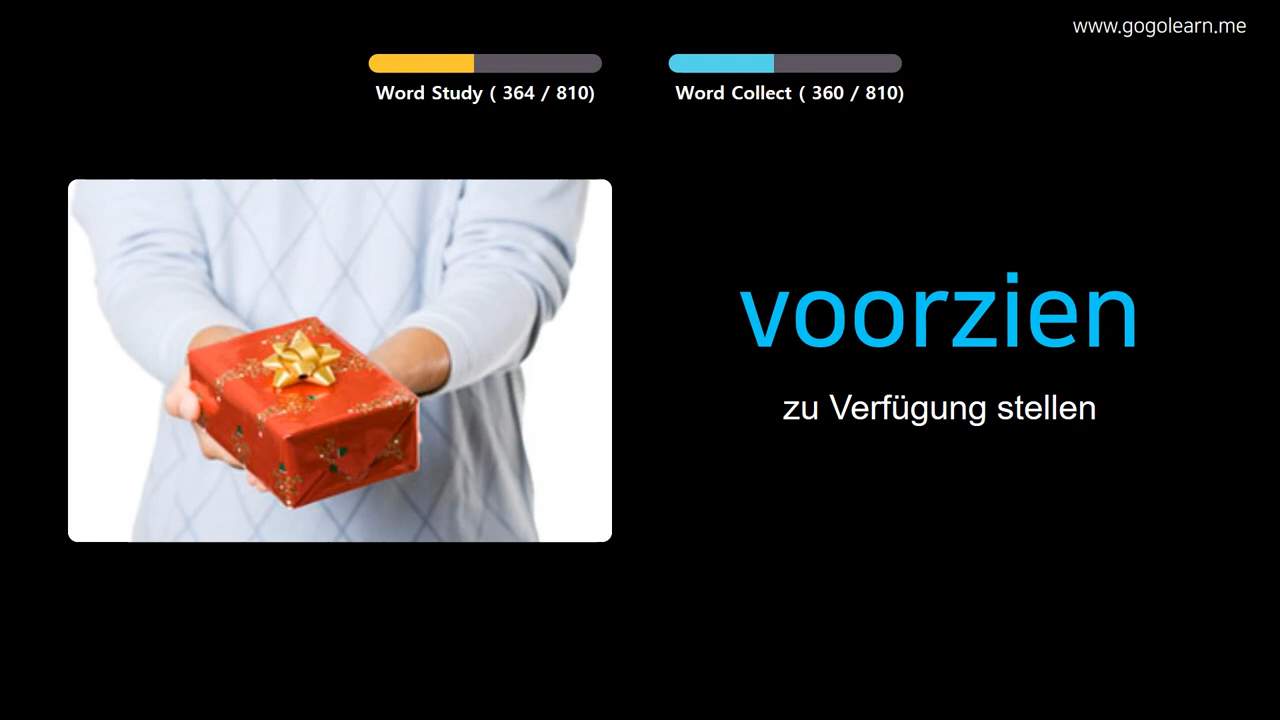 www.gogolearn.me
Word Study ( 364 / 810)
Word Collect ( 360 / 810)
voorzien
zu Verfügung stellen